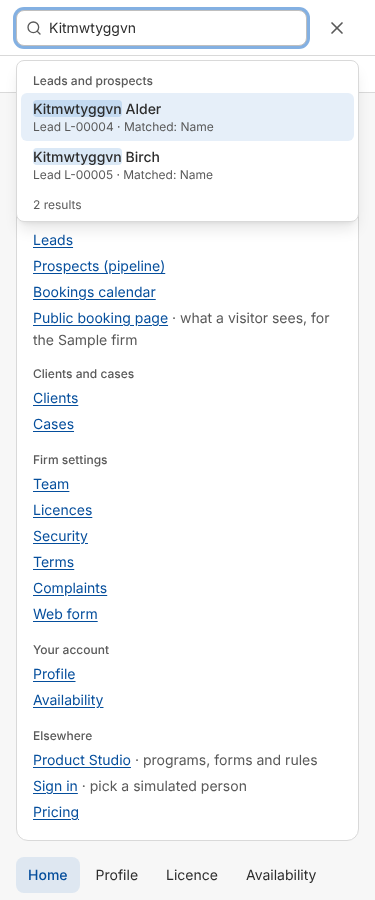 Kitmwtyggvn
Leads and prospects
Kitmwtyggvn Alder
Lead L-00004 · Matched: Name
Kitmwtyggvn Birch
Lead L-00005 · Matched: Name
2 results
Leads
Prospects (pipeline)
Bookings calendar
Public booking page · what a visitor sees, for
the Sample firm
Clients and cases
Clients
Cases
Firm settings
Team
Licences
Security
Terms
Complaints
Web form
Your account
Profile
Availability
Elsewhere
Product Studio · programs, forms and rules
Sign in · pick a simulated person
Pricing
Home Profile Licence Availability